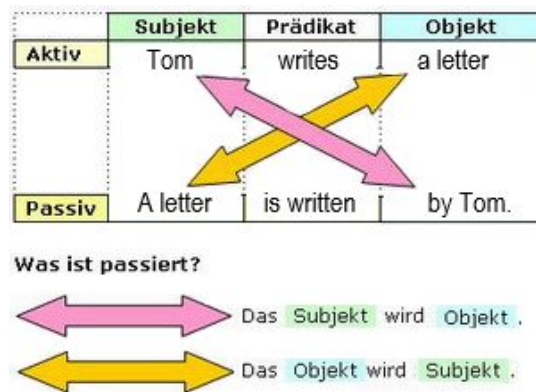 Subjekt Prädikat Objekt
Aktiv Tom writes a letter
Passiv A letter is written by Tom.
Was ist passiert?
Das Subjekt wird Objekt.
Das Objekt wird Subjekt.